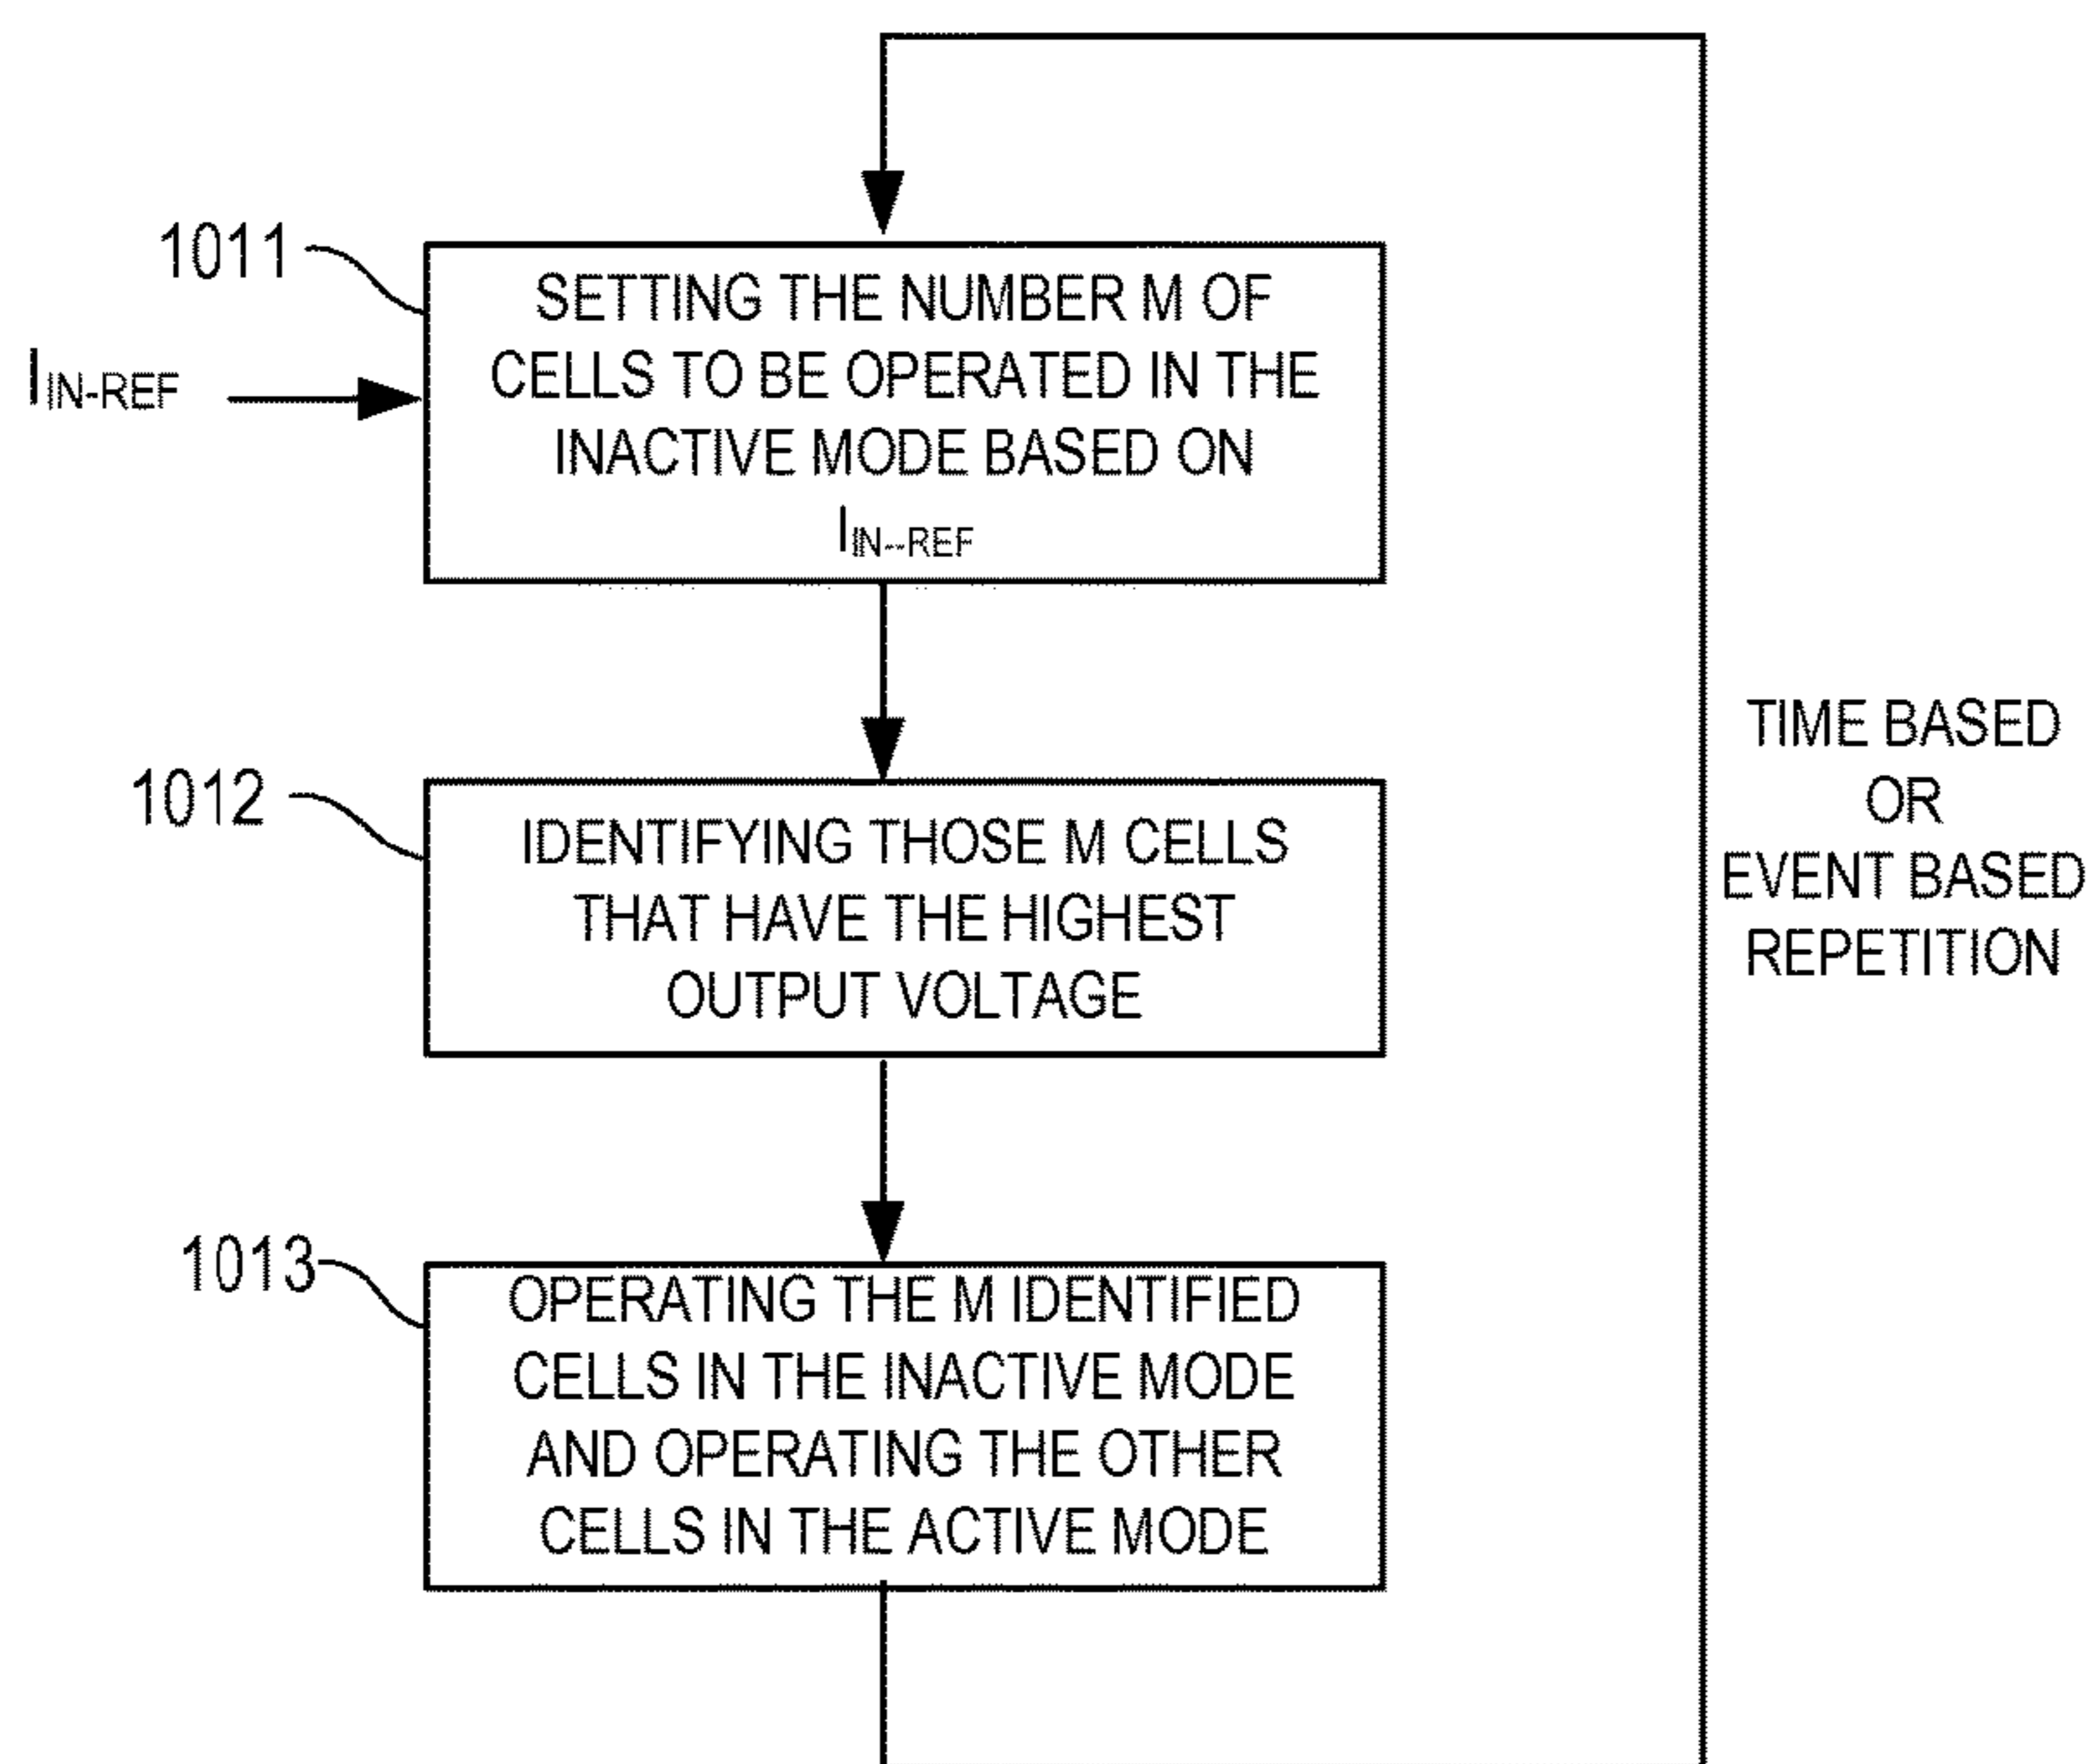 1011
I IN-REF
SETTING THE NUMBER M OF
CELLS TO BE OPERATED IN THE
INACTIVE MODE BASED ON
I IN--REF
1012
IDENTIFYING THOSE M CELLS
THAT HAVE THE HIGHEST
OUTPUT VOLTAGE
1013
OPERATING THE M IDENTIFIED
CELLS IN THE INACTIVE MODE
AND OPERATING THE OTHER
CELLS IN THE ACTIVE MODE
TIME BASED
OR
EVENT BASED
REPETITION